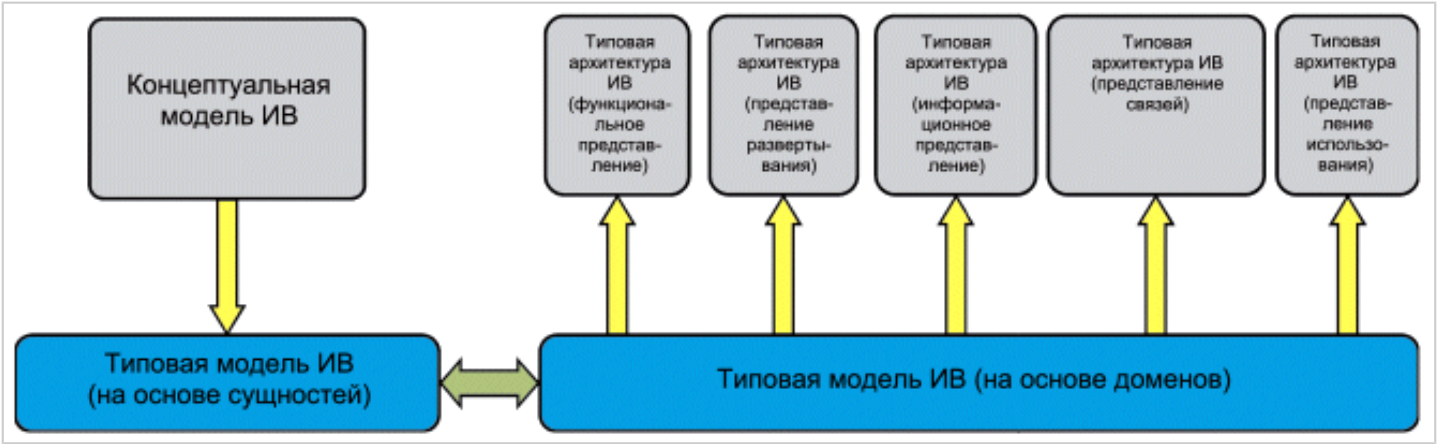 Концептуальная
модель ИВ
Типовая
архитектура
ИВ
(функциона-
льное
представ-
ление)
Типовая
архитектура
ИВ
(представ-
ление
разверты-
вания)
Типовая
архитектура
ИВ
(информа-
ционное
представ-
ление)
Типовая
архитектура ИВ
(представление
связей)
Типовая
архитектура
ИВ
(представ-
ление
использо-
вания)
Типовая модель ИВ
(на основе сущностей)
Типовая модель ИВ (на основе доменов)